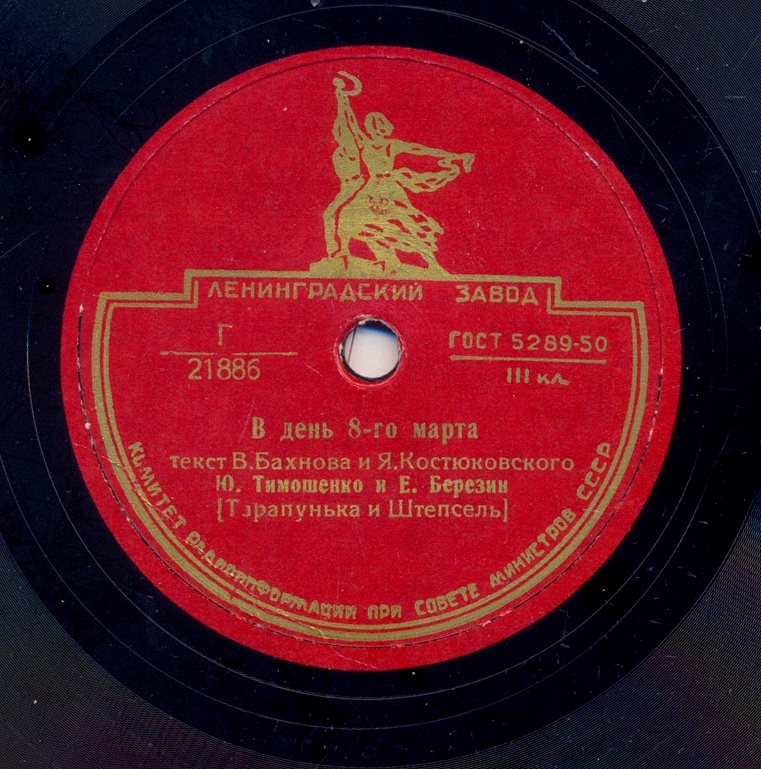 ЛЕНИНГРАДСКИЙ ЗАВОД
Г
21886
ГОСТ 5289-50
III кл
В день 8-го марта
текст В.Бахнова и Я.Костюковского
Ю. Тимошенко и Е. Березин
[Тарапунька и Штепсель]
КОМИТЕТ РАДИОИНФОРМАЦИИ ПРИ СОВЕТЕ МИНИСТРОВ СССР